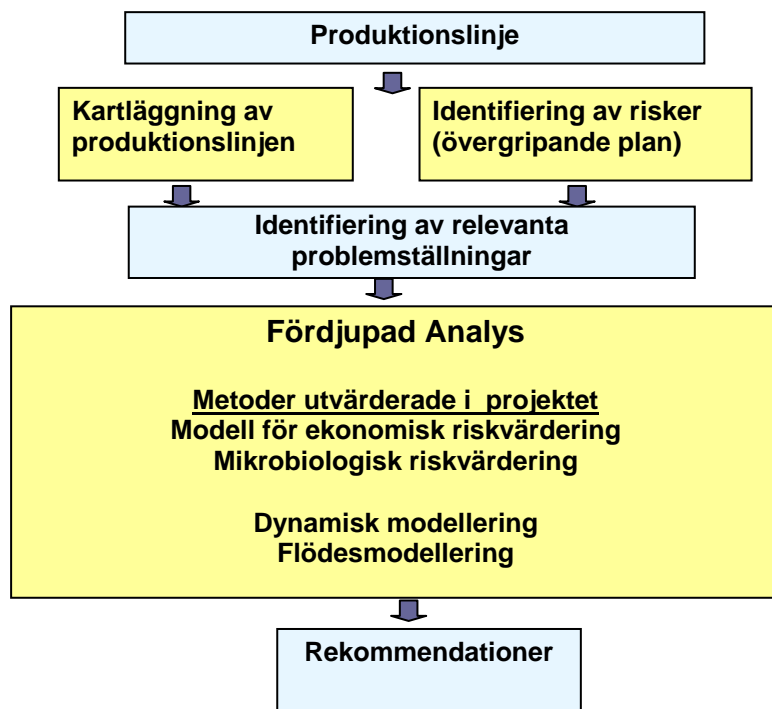 Produktionslinje
Kartläggning av
produktionslinjen
Identifiering av risker
(övergripande plan)
Identifiering av relevanta
problemställningar
Fördjupad Analys
Metoder utvärderade i projektet
Modell för ekonomisk riskvärdering
Mikrobiologisk riskvärdering
Dynamisk modellering
Flödesmodellering
Rekommendationer